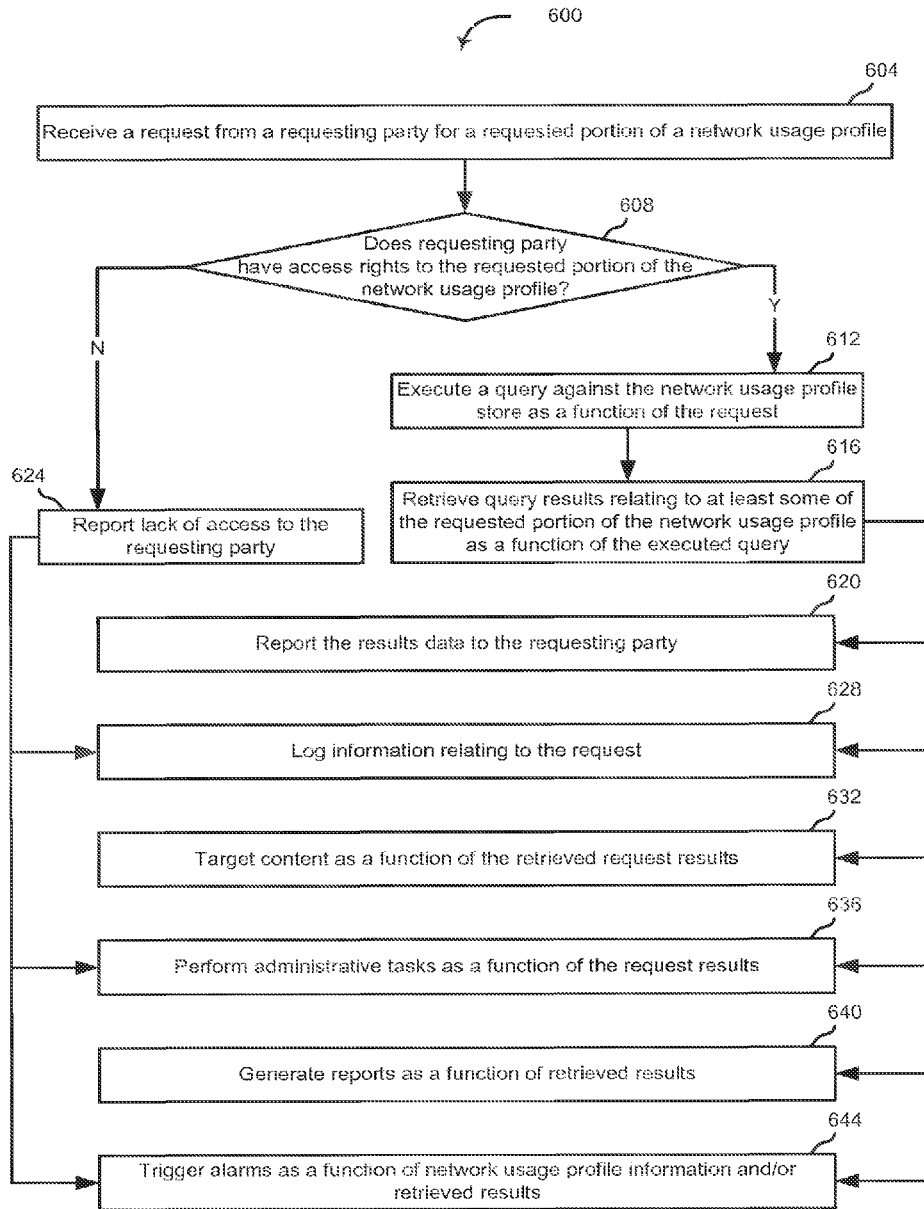 600
604
Receive a request from a requesting party for a requested portion of a network usage profile
608
Does requesting party
have access rights to the requested portion of the
network usage profile?
N
Y
612
Execute a query against the network usage profile
store as a function of the request
616
Retrieve query results relating to at least some of
the requested portion of the network usage profile
as a function of the executed query
624
Report lack of access to the
requesting party
620
Report the results data to the requesting party
628
Log information relating to the request
632
Target content as a function of the retrieved request results
636
Perform administrative tasks as a function of the request results
640
Generate reports as a function of retrieved results
644
Trigger alarms as a function of network usage profile information and/or
retrieved results